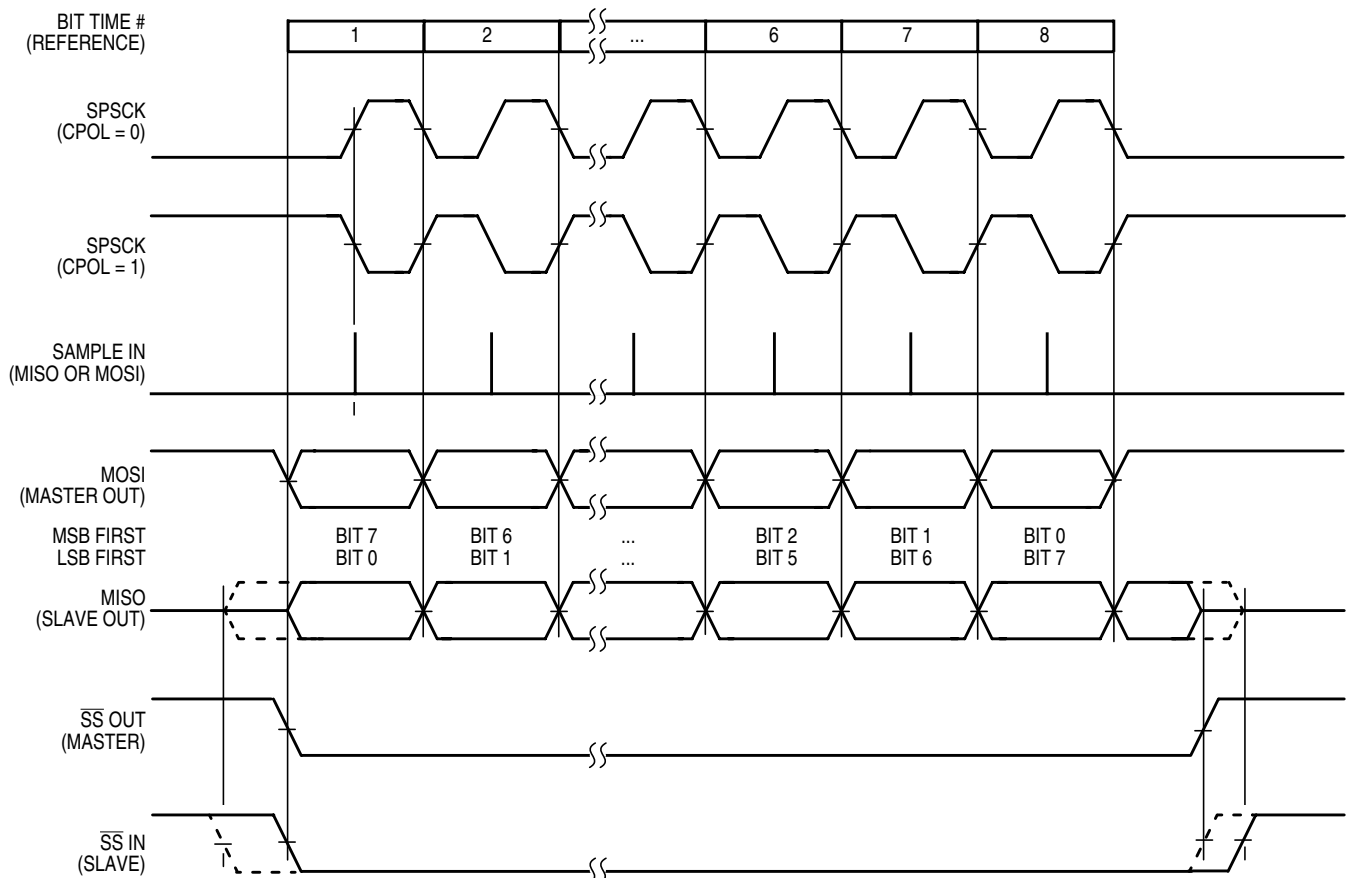 BIT TIME #
(REFERENCE)
1 2 ... 6 7 8
SPSCK
(CPOL = 0)
SPSCK
(CPOL = 1)
SAMPLE IN
(MISO OR MOSI)
MOSI
(MASTER OUT)
MSB FIRST BIT 7 BIT 6 ... BIT 2 BIT 1 BIT 0
LSB FIRST BIT 0 BIT 1 ... BIT 5 BIT 6 BIT 7
MISO
(SLAVE OUT)
S̅S̅ OUT
(MASTER)
S̅S̅ IN
(SLAVE)